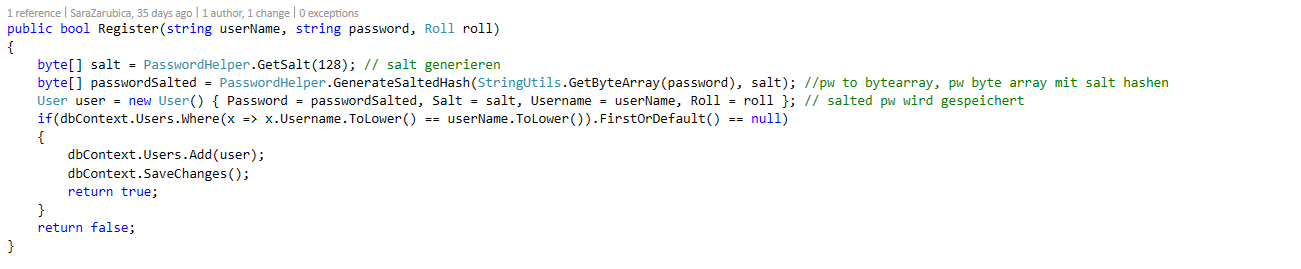 1 reference | SaraZarubica, 35 days ago | 1 author, 1 change | 0 exceptions
public bool Register(string userName, string password, Roll roll)
{
    byte[] salt = PasswordHelper.GetSalt(128); // salt generieren
    byte[] passwordSalted = PasswordHelper.GenerateSaltedHash(StringUtils.GetByteArray(password), salt); //pw to bytearray, pw byte array mit salt hashen
    User user = new User() { Password = passwordSalted, Salt = salt, Username = userName, Roll = roll }; // salted pw wird gespeichert
    if(dbContext.Users.Where(x => x.Username.ToLower() == userName.ToLower()).FirstOrDefault() == null)
    {
        dbContext.Users.Add(user);
        dbContext.SaveChanges();
        return true;
    }
    return false;
}